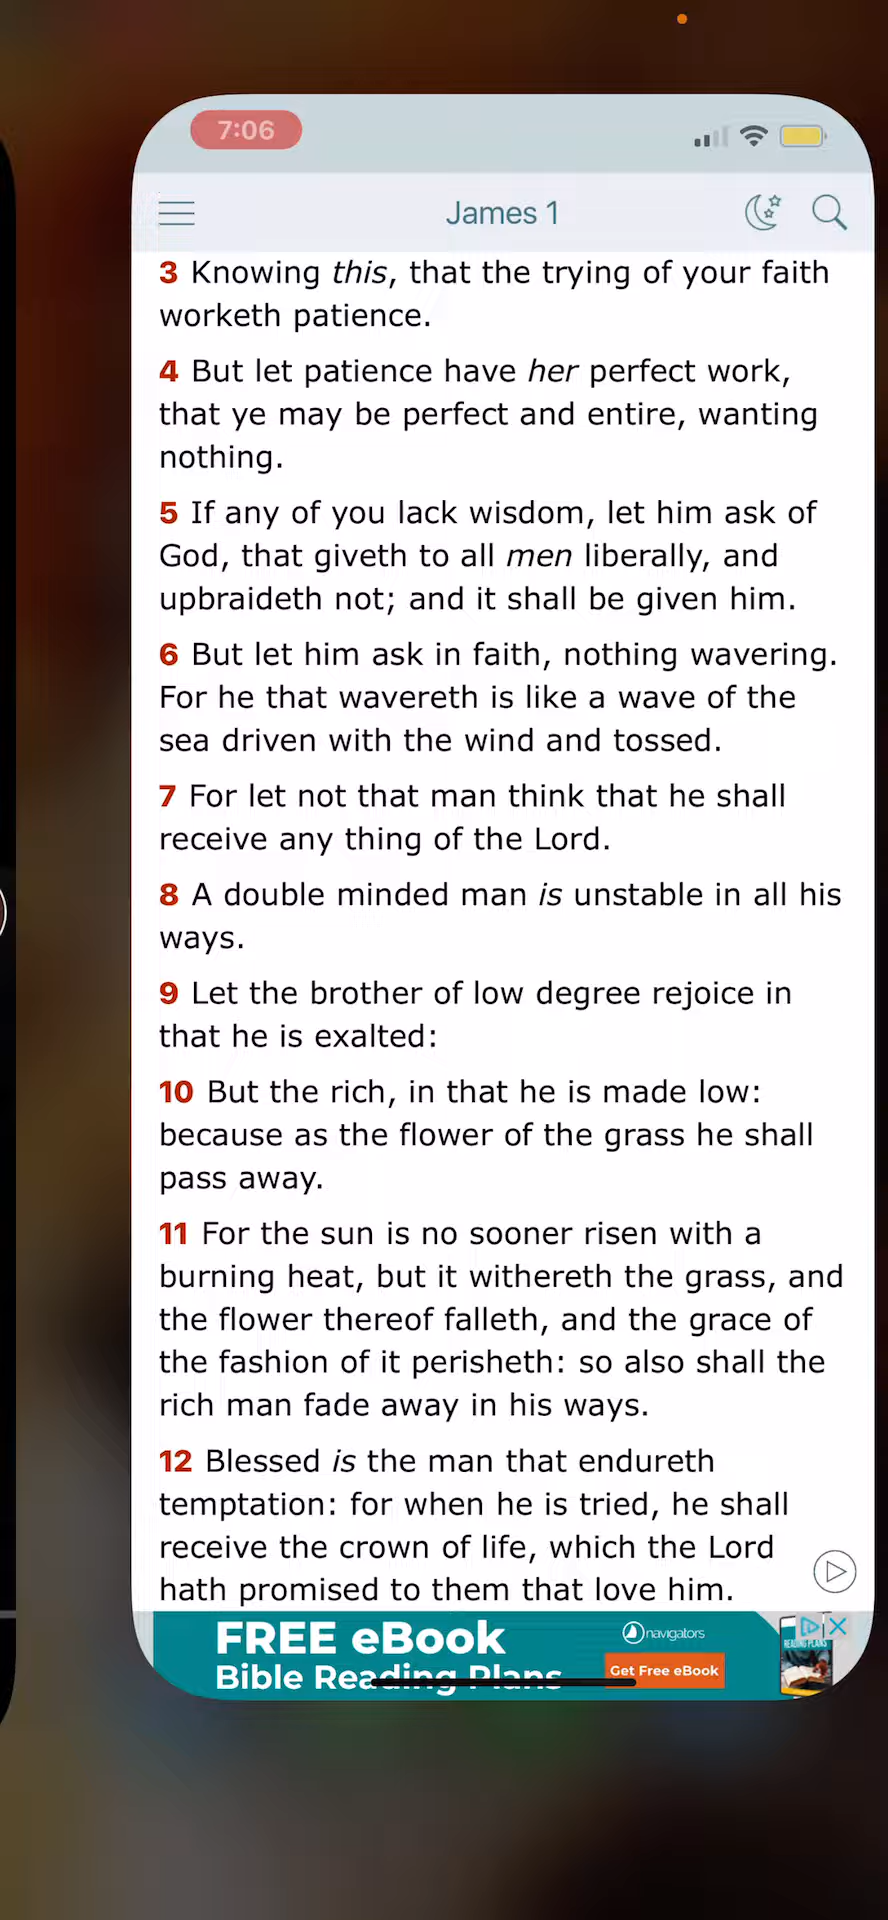 7:06
James 1
3 Knowing this, that the trying of your faith
worketh patience.
4 But let patience have her perfect work,
that ye may be perfect and entire, wanting
nothing.
5 If any of you lack wisdom, let him ask of
God, that giveth to all men liberally, and
upbraideth not; and it shall be given him.
6 But let him ask in faith, nothing wavering.
For he that wavereth is like a wave of the
sea driven with the wind and tossed.
7 For let not that man think that he shall
receive any thing of the Lord.
8 A double minded man is unstable in all his
ways.
9 Let the brother of low degree rejoice in
that he is exalted:
10 But the rich, in that he is made low:
because as the flower of the grass he shall
pass away.
11 For the sun is no sooner risen with a
burning heat, but it withereth the grass, and
the flower thereof falleth, and the grace of
the fashion of it perisheth: so also shall the
rich man fade away in his ways.
12 Blessed is the man that endureth
temptation: for when he is tried, he shall
receive the crown of life, which the Lord
hath promised to them that love him.
FREE eBook
Bible Reading Plans
navigators
Get Free eBook
READING PLANS